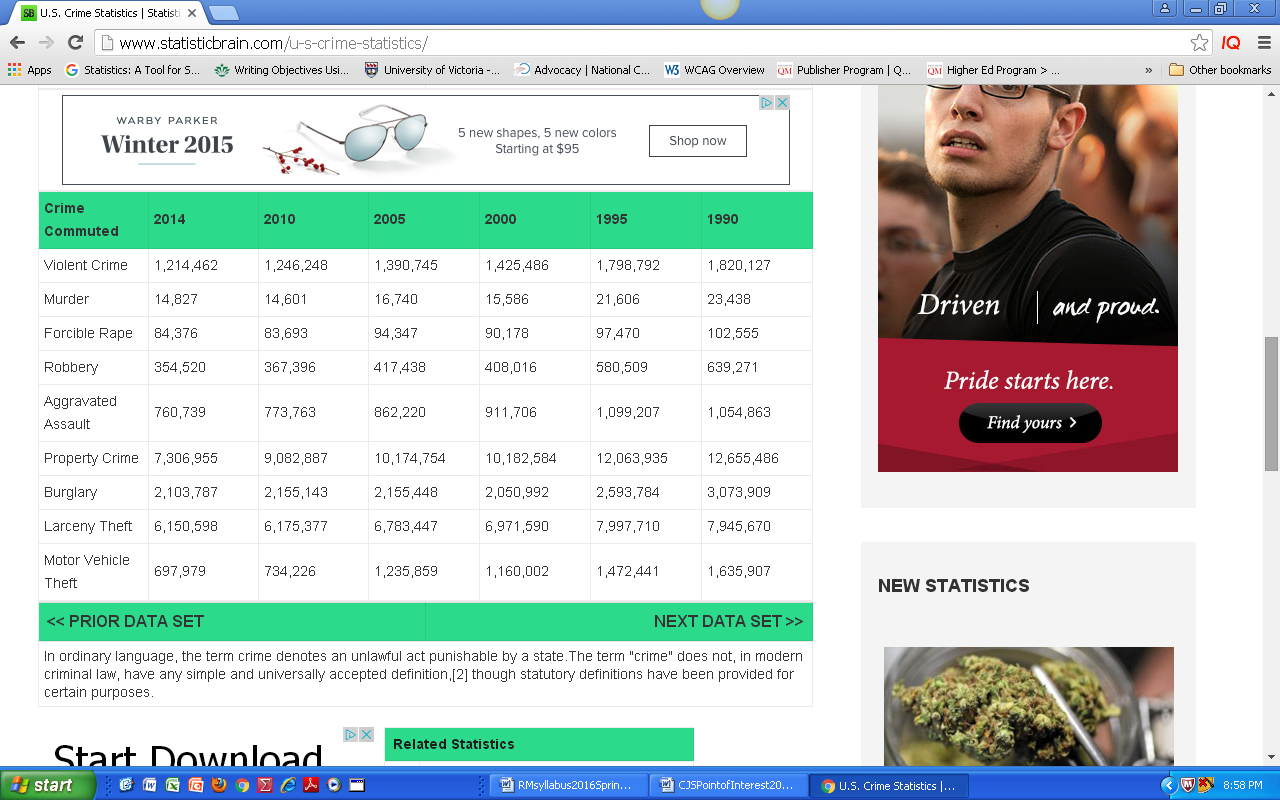 U.S. Crime Statistics | Statisti
www.statisticbrain.com/u-s-crime-statistics/
IQ
Apps
Statistics: A Tool for S...
Writing Objectives Usi...
University of Victoria -...
Advocacy | National C...
WCAG Overview
Publisher Program | Q...
Higher Ed Program > ...
»
Other bookmarks
WARBY PARKER
Winter 2015
5 new shapes, 5 new colors
Starting at $95
Shop now
Crime Commuted 2014 2010 2005 2000 1995 1990
Violent Crime 1,214,462 1,246,248 1,390,745 1,425,486 1,798,792 1,820,127
Murder 14,827 14,601 16,740 15,586 21,606 23,438
Forcible Rape 84,376 83,693 94,347 90,178 97,470 102,555
Robbery 354,520 367,396 417,438 408,016 580,509 639,271
Aggravated Assault 760,739 773,763 862,220 911,706 1,099,207 1,054,863
Property Crime 7,306,955 9,082,887 10,174,754 10,182,584 12,063,935 12,655,486
Burglary 2,103,787 2,155,143 2,155,448 2,050,992 2,593,784 3,073,909
Larceny Theft 6,150,598 6,175,377 6,783,447 6,971,590 7,997,710 7,945,670
Motor Vehicle Theft 697,979 734,226 1,235,859 1,160,002 1,472,441 1,635,907
<< PRIOR DATA SET NEXT DATA SET >>
In ordinary language, the term crime denotes an unlawful act punishable by a state.The term "crime" does not, in modern
criminal law, have any simple and universally accepted definition,[2] though statutory definitions have been provided for
certain purposes.
Start Download
Related Statistics
Driven | and proud.
Pride starts here.
Find yours >
NEW STATISTICS
start
RMsyllabus2016Sprin...
CJSPointofInterest20...
U.S. Crime Statistics |...
8:58 PM